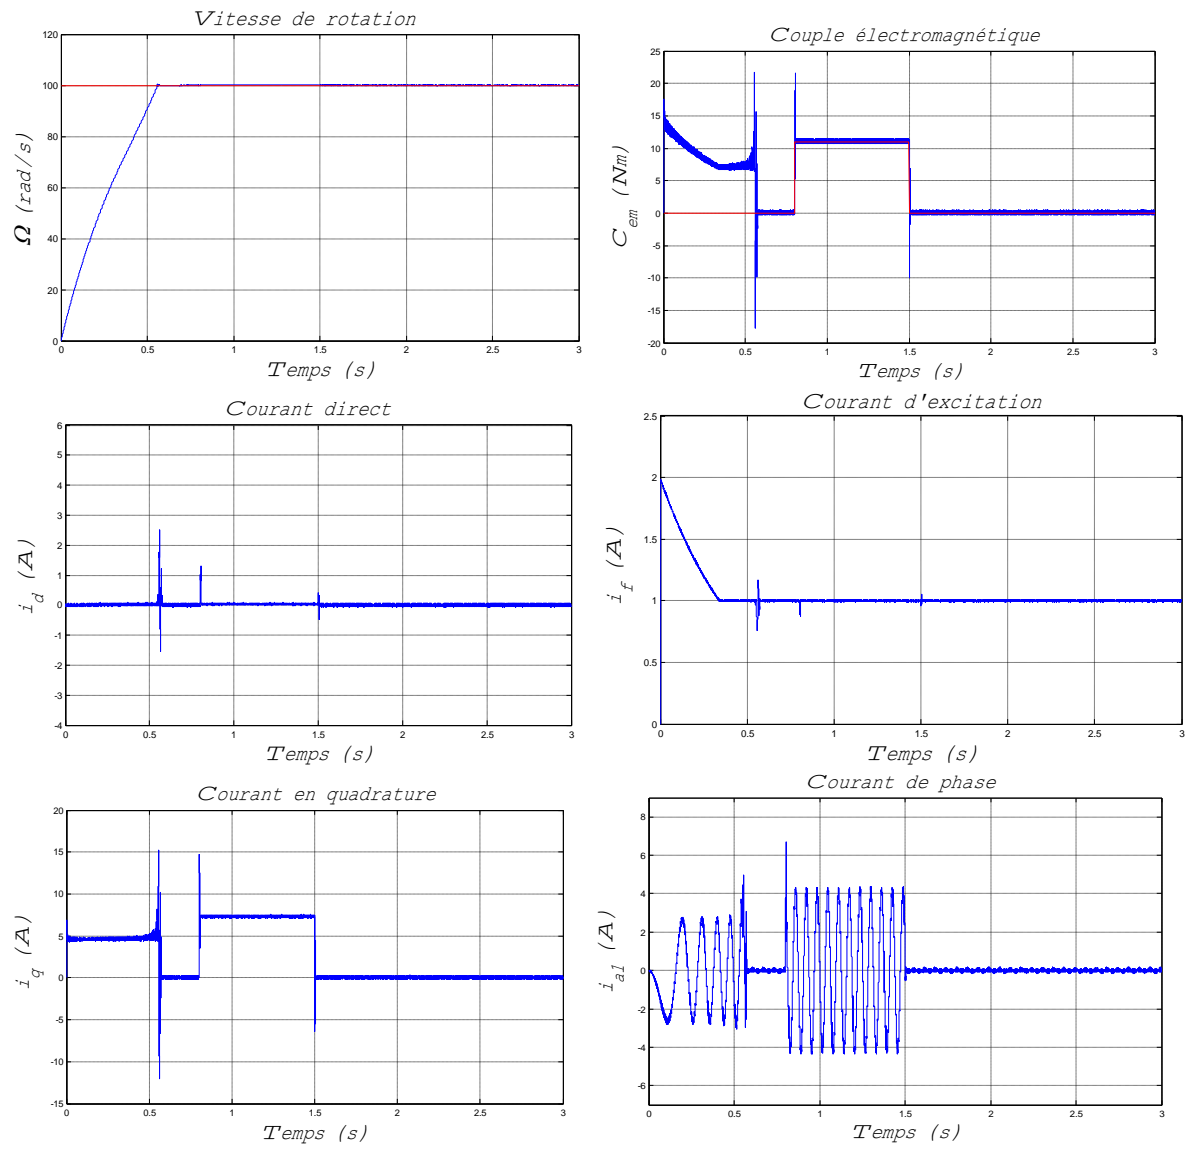 Vitesse de rotation
120
100
80
60
40
20
0
Ω (rad/s)
0 0.5 1 1.5 2 2.5 3
Temps (s)
Couple électromagnétique
25
20
15
10
5
0
-5
-10
-15
-20
C em (Nm)
0 0.5 1 1.5 2 2.5 3
Temps (s)
Courant direct
6
5
4
3
2
1
0
-1
-2
-3
-4
i d (A)
0 0.5 1 1.5 2 2.5 3
Temps (s)
Courant d'excitation
2.5
2
1.5
1
0.5
0
i f (A)
0 0.5 1 1.5 2 2.5 3
Temps (s)
Courant en quadrature
20
15
10
5
0
-5
-10
-15
i q (A)
0 0.5 1 1.5 2 2.5 3
Temps (s)
Courant de phase
8
6
4
2
0
-2
-4
-6
i a1 (A)
0 0.5 1 1.5 2 2.5 3
Temps (s)